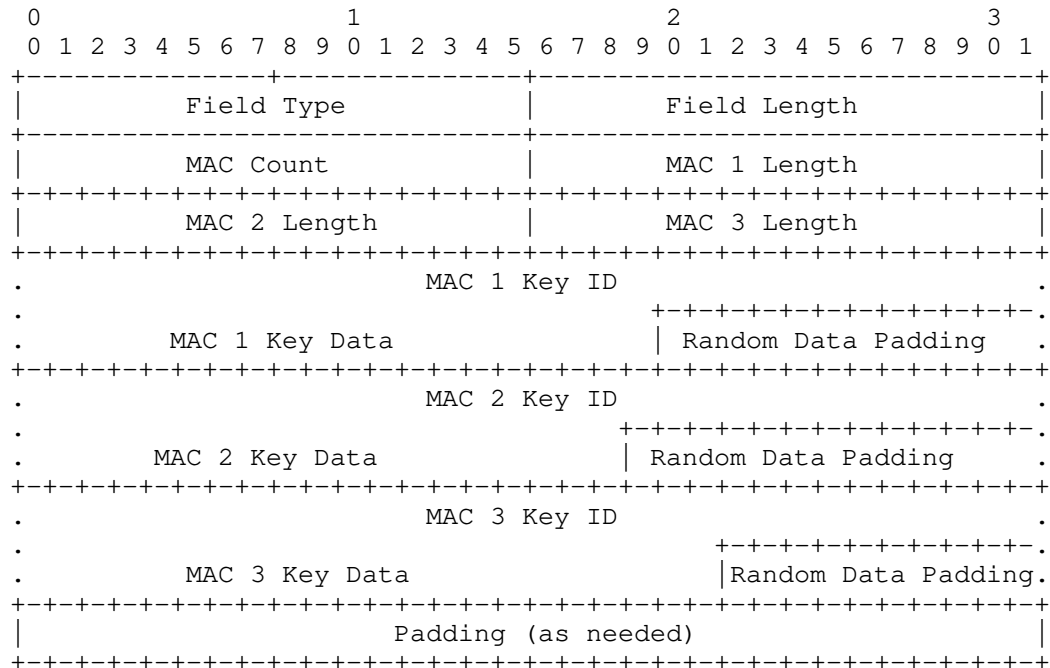 0                   1                   2                   3
 0 1 2 3 4 5 6 7 8 9 0 1 2 3 4 5 6 7 8 9 0 1 2 3 4 5 6 7 8 9 0 1
+---------------+---------------+-------------------------------+
|          Field Type           |        Field Length           |
+-------------------------------+-------------------------------+
|          MAC Count            |        MAC 1 Length           |
+-+-+-+-+-+-+-+-+-+-+-+-+-+-+-+-+-+-+-+-+-+-+-+-+-+-+-+-+-+-+-+-+
|          MAC 2 Length         |        MAC 3 Length           |
+-+-+-+-+-+-+-+-+-+-+-+-+-+-+-+-+-+-+-+-+-+-+-+-+-+-+-+-+-+-+-+-+
.                         MAC 1 Key ID                          .
.                                       +-+-+-+-+-+-+-+-+-+-+-+-.
.         MAC 1 Key Data                | Random Data Padding   .
+-+-+-+-+-+-+-+-+-+-+-+-+-+-+-+-+-+-+-+-+-+-+-+-+-+-+-+-+-+-+-+-+
.                         MAC 2 Key ID                          .
.                                     +-+-+-+-+-+-+-+-+-+-+-+-+-.
.        MAC 2 Key Data               | Random Data Padding     .
+-+-+-+-+-+-+-+-+-+-+-+-+-+-+-+-+-+-+-+-+-+-+-+-+-+-+-+-+-+-+-+-+
.                         MAC 3 Key ID                          .
.                                           +-+-+-+-+-+-+-+-+-+-.
.          MAC 3 Key Data                   |Random Data Padding.
+-+-+-+-+-+-+-+-+-+-+-+-+-+-+-+-+-+-+-+-+-+-+-+-+-+-+-+-+-+-+-+-+
|                       Padding (as needed)                     |
+-+-+-+-+-+-+-+-+-+-+-+-+-+-+-+-+-+-+-+-+-+-+-+-+-+-+-+-+-+-+-+-+